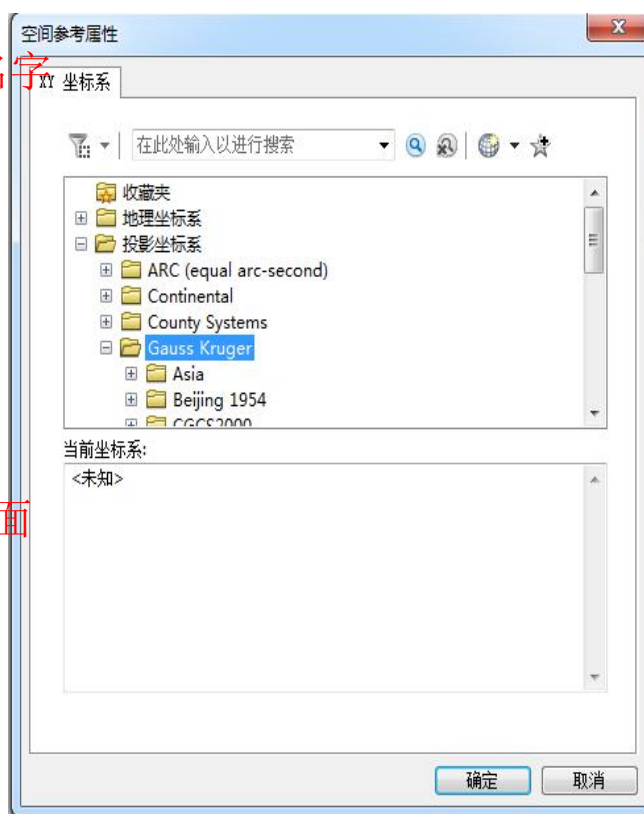 空间参考属性
名字
XY 坐标系
在此处输入以进行搜索
收藏夹
地理坐标系
投影坐标系
ARC (equal arc-second)
Continental
County Systems
Gauss Kruger
Asia
Beijing 1954
CGCS2000
当前坐标系:
<未知>
面
确定
取消